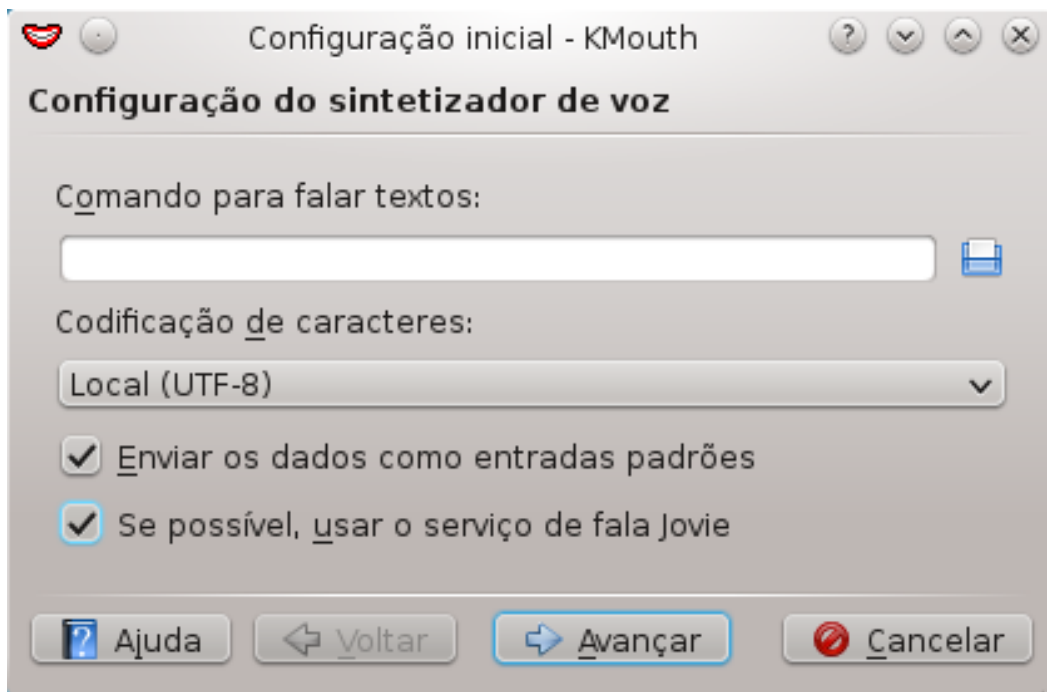 Configuração inicial - KMouth
Configuração do sintetizador de voz
Comando para falar textos:
Codificação de caracteres:
Local (UTF-8)
Enviar os dados como entradas padrões
Se possível, usar o serviço de fala Jovie
Ajuda Voltar Avançar Cancelar